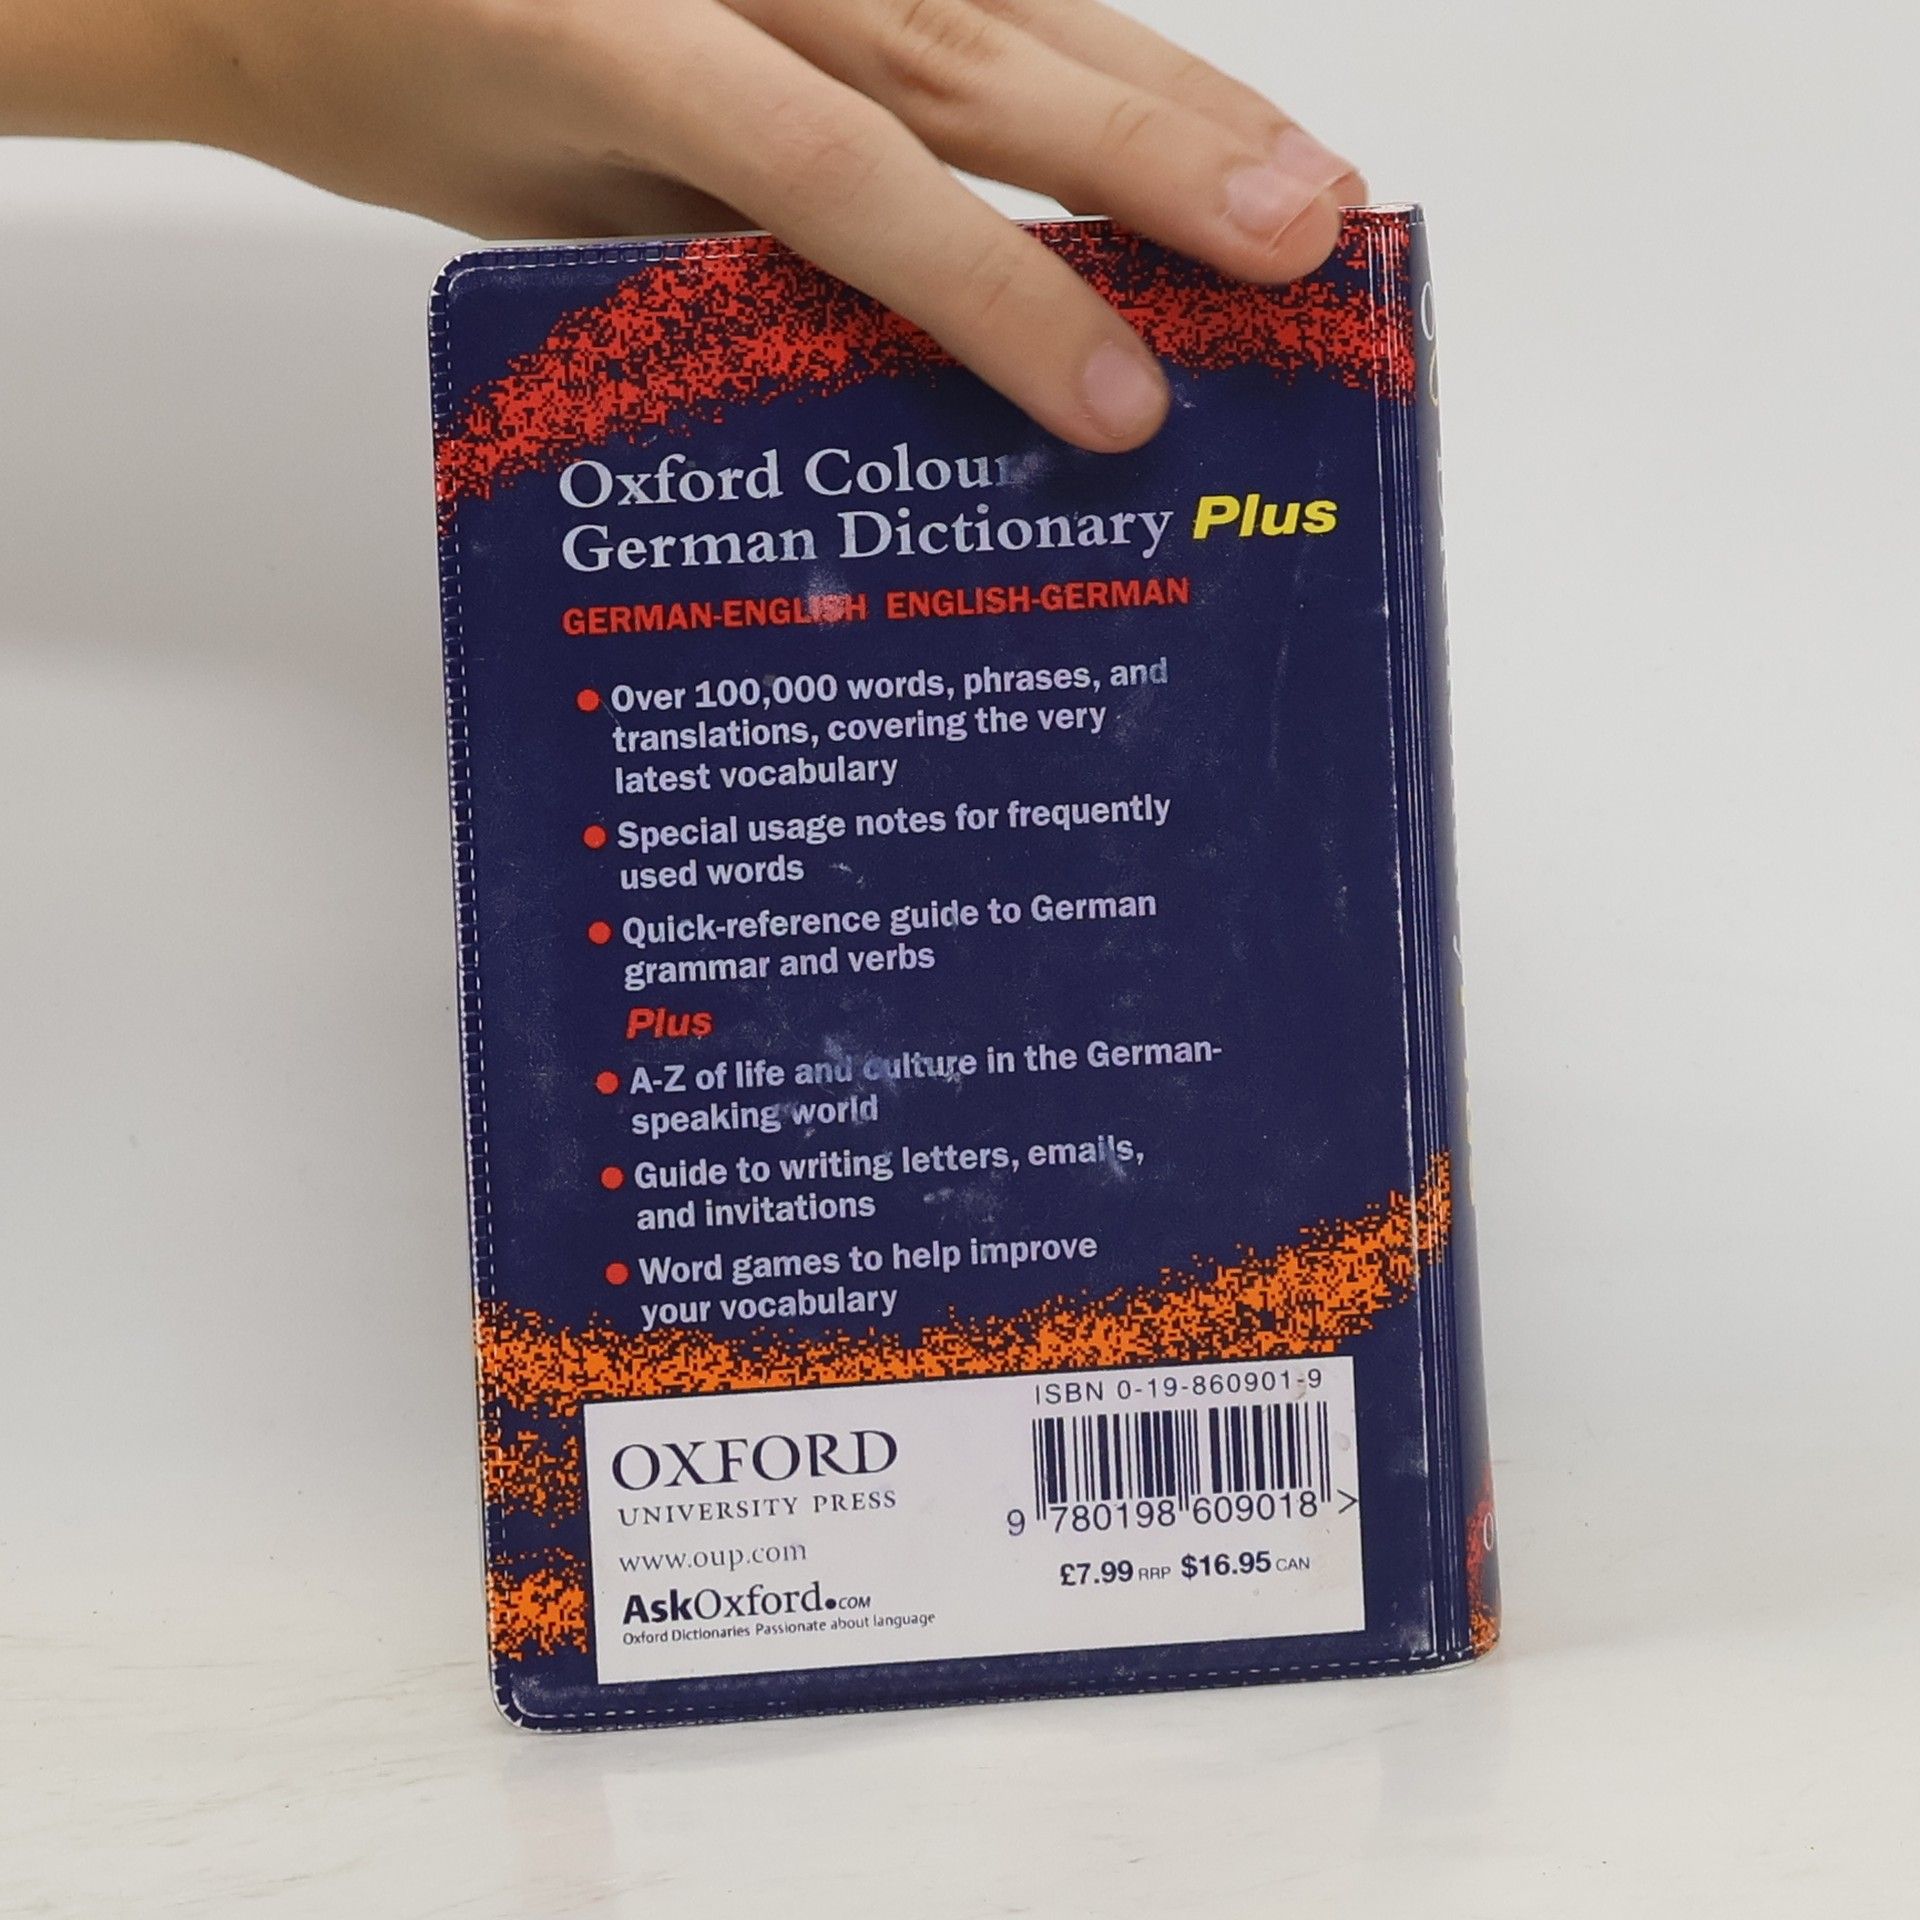 Oxford Colour
German Dictionary Plus
GERMAN-ENGLISH ENGLISH-GERMAN
Over 100,000 words, phrases, and
translations, covering the very
latest vocabulary
Special usage notes for frequently
used words
Quick-reference guide to German
grammar and verbs
Plus
A-Z of life and culture in the German-
speaking world
Guide to writing letters, emails,
and invitations
Word games to help improve
your vocabulary
ISBN 0-19-860901-9
OXFORD
UNIVERSITY PRESS
www.oup.com
AskOxford.COM
Oxford Dictionaries Passionate about language
9 780198 609018 >
£7.99 RRP $16.95 CAN